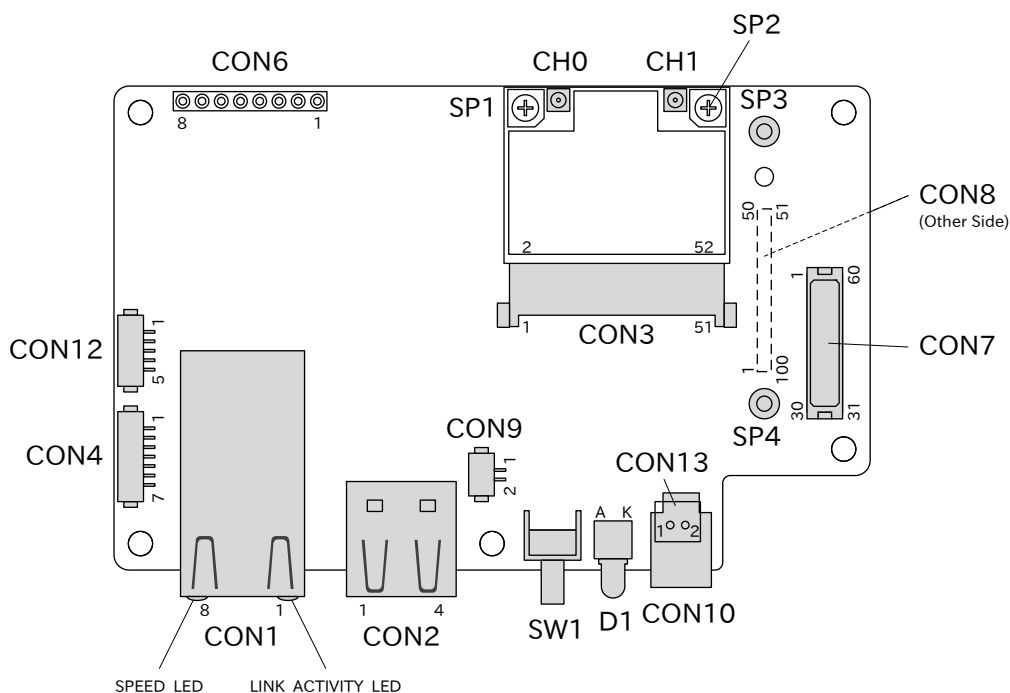 SP2
CON6
CH0
CH1
SP1
SP3
8
1
CON8
(Other Side)
50
51
2
52
1
60
1
51
CON3
CON12
1
5
CON7
1
100
30
31
SP4
CON4
1
7
CON9
1
2
CON13
A
K
1
2
8
1
1
4
CON1
CON2
SW1
D1
CON10
SPEED LED
LINK ACTIVITY LED